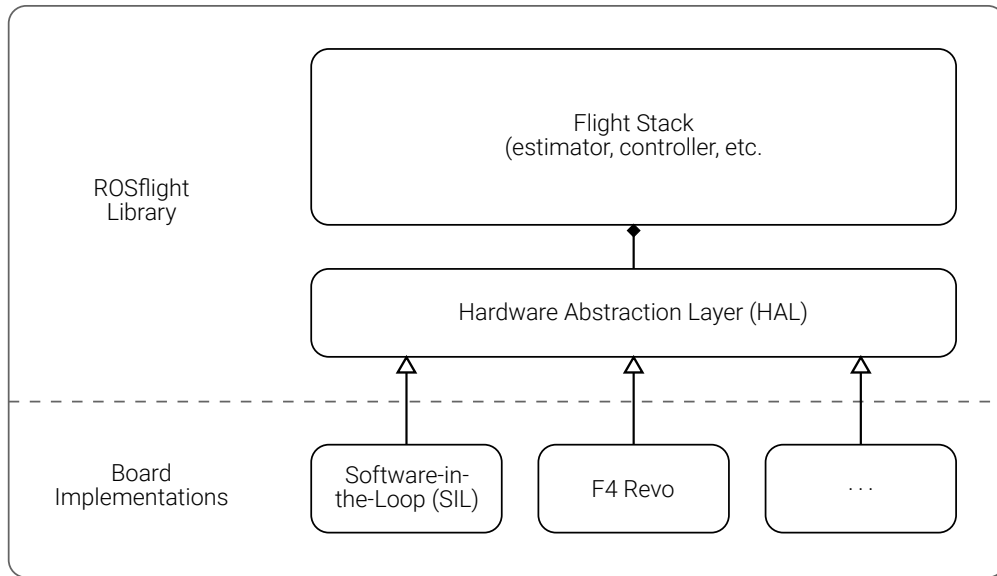 Flight Stack
(estimator, controller, etc.
ROSflight
Library
Hardware Abstraction Layer (HAL)
Board
Implementations
Software-in-
the-Loop (SIL)
F4 Revo
...